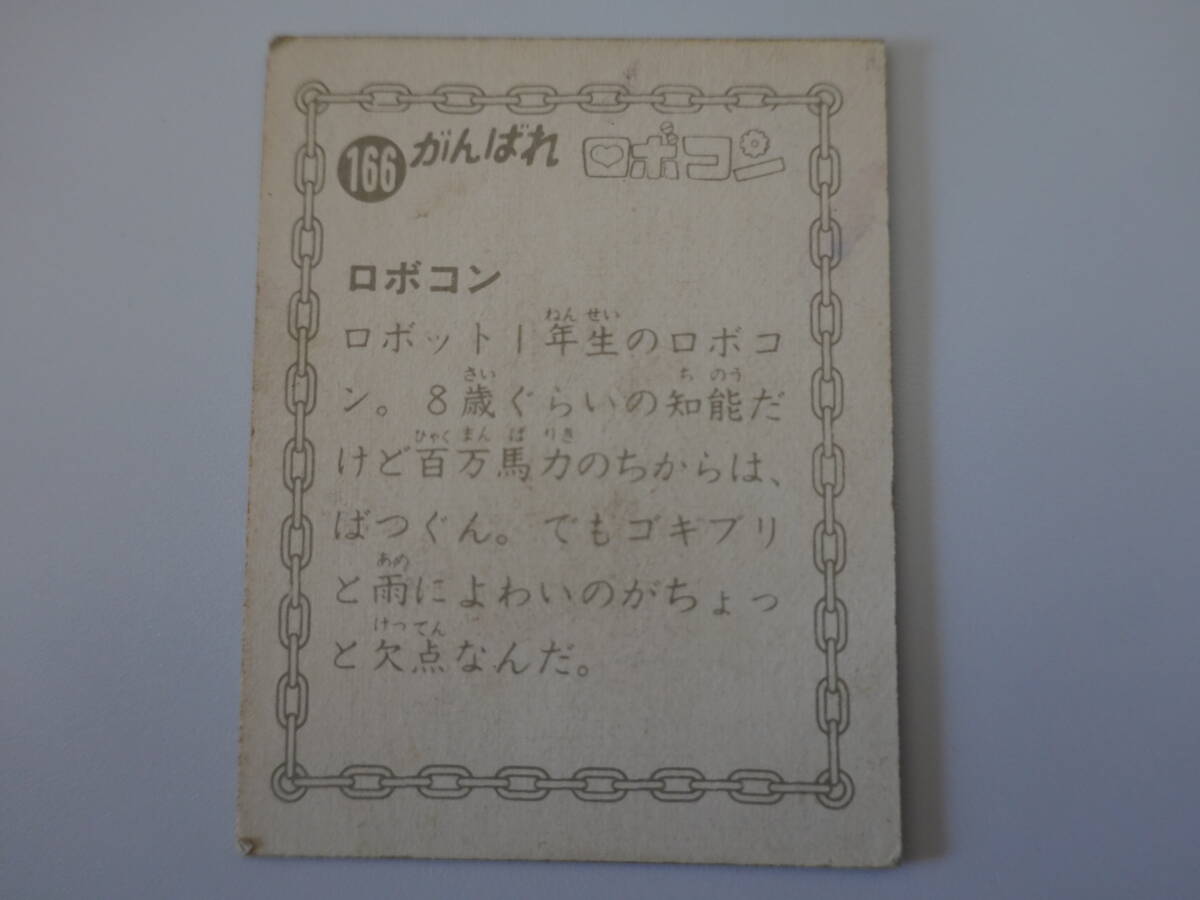 166 がんばれ ロボコン
ロボコン
ロボット1年生のロボコ
ン。8歳ぐらいの知能だ
けど百万馬力のちからは、
ばつぐん。でもゴキブリ
と雨によわいのがちょっ
と欠点なんだ。